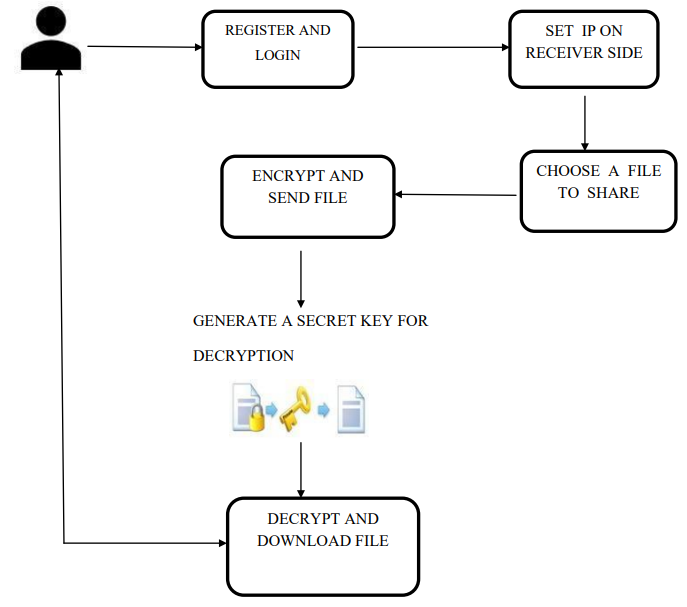 REGISTER AND
LOGIN
SET IP ON
RECEIVER SIDE
CHOOSE A FILE
TO SHARE
ENCRYPT AND
SEND FILE
GENERATE A SECRET KEY FOR
DECRYPTION
DECRYPT AND
DOWNLOAD FILE